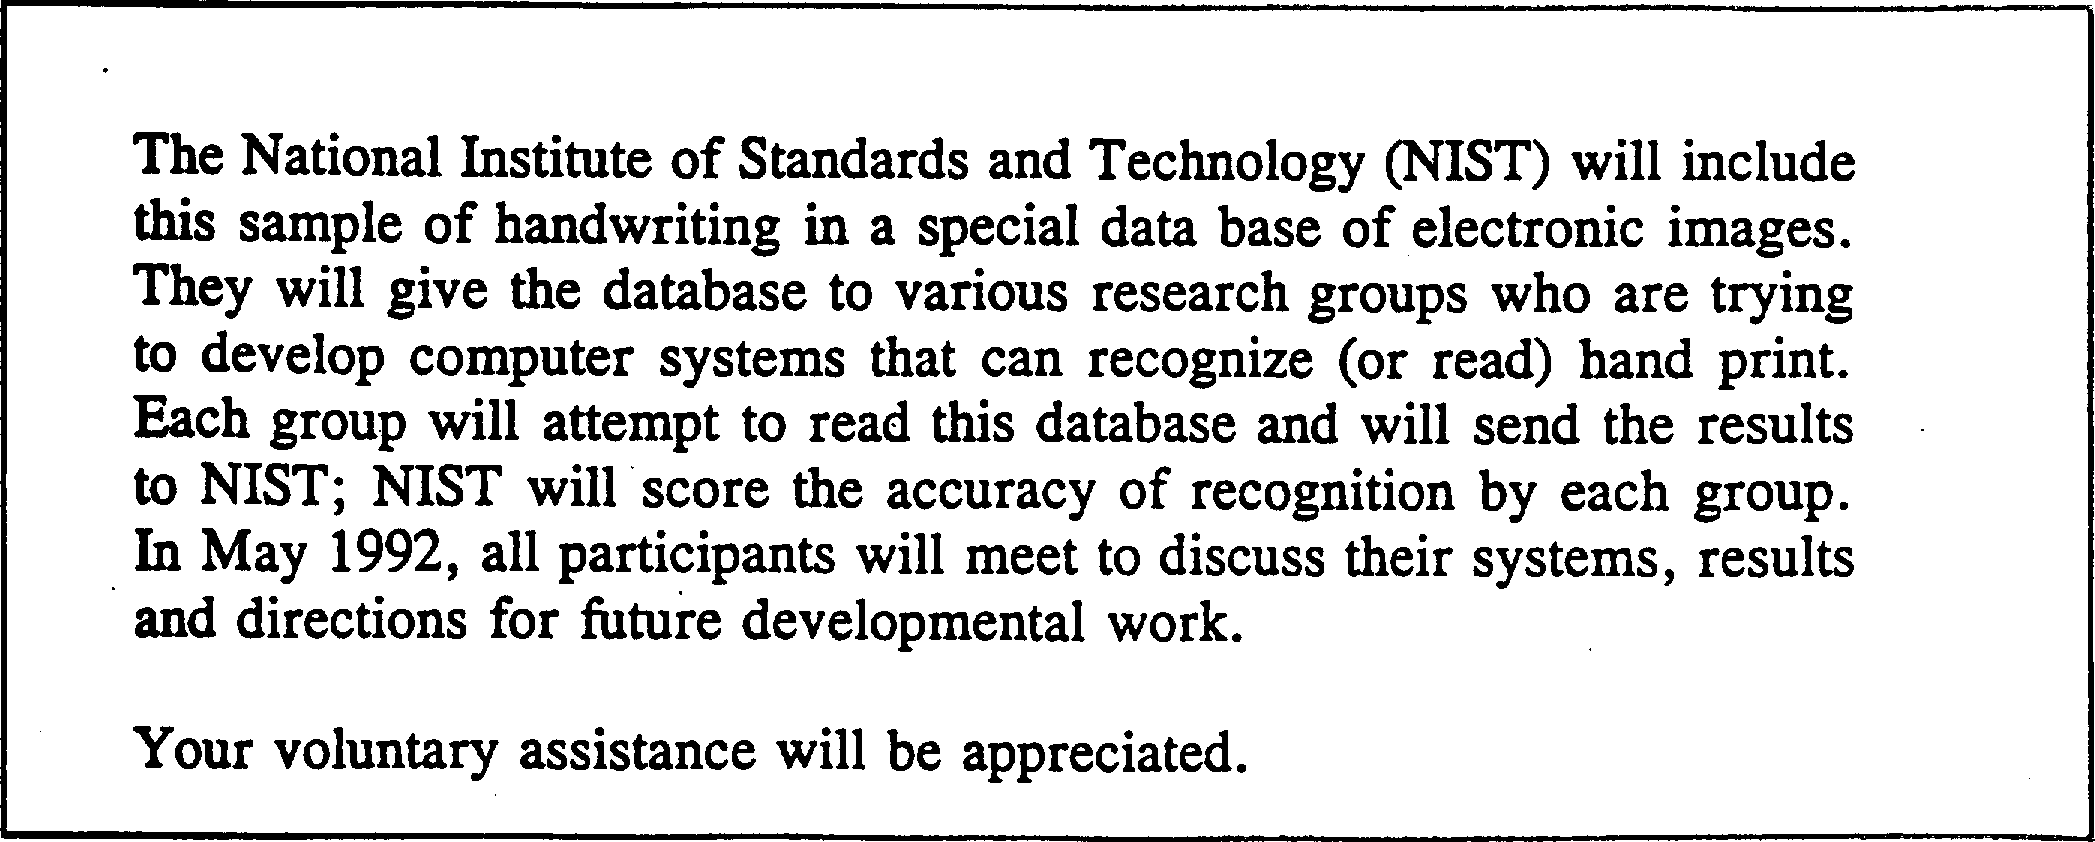 The National Institute of Standards and Technology (NIST) will include
this sample of handwriting in a special data base of electronic images.
They will give the database to various research groups who are trying
to develop computer systems that can recognize (or read) hand print.
Each group will attempt to read this database and will send the results
to NIST; NIST will score the accuracy of recognition by each group.
In May 1992, all participants will meet to discuss their systems, results
and directions for future developmental work.

Your voluntary assistance will be appreciated.